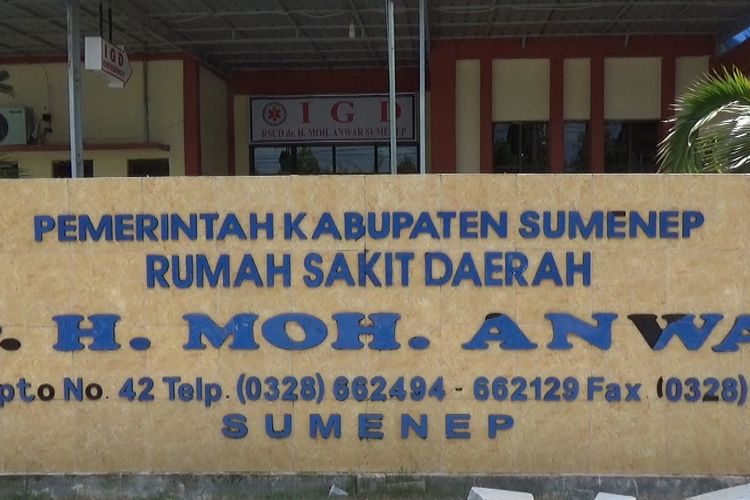 IGD
IGD
RSUD dr. H. MOH. ANWAR SUMENEP
PEMERINTAH KABUPATEN SUMENEP
RUMAH SAKIT DAERAH
. H. MOH. ANWA
pto No. 42 Telp. (0328) 662494 - 662129 Fax (0328)
SUMENEP